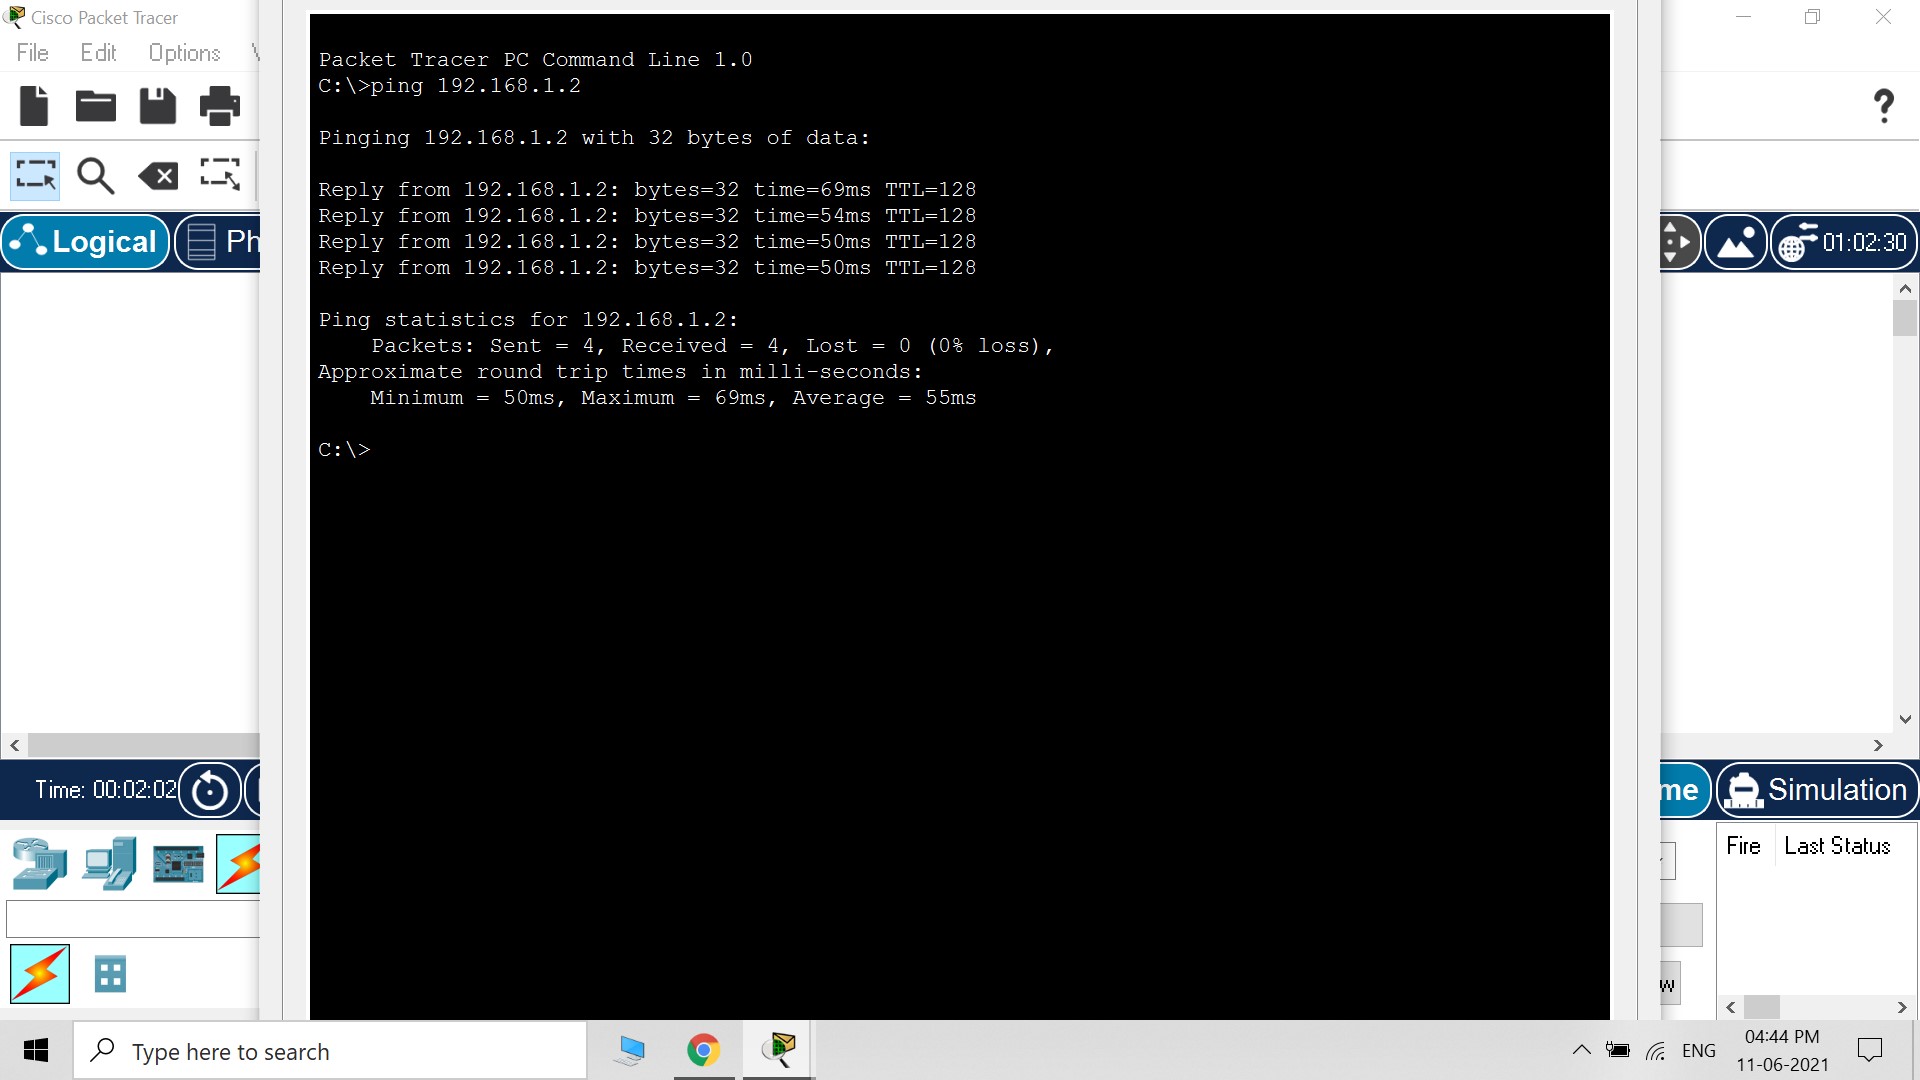 Cisco Packet Tracer
File Edit Options
Packet Tracer PC Command Line 1.0
C:\>ping 192.168.1.2
Pinging 192.168.1.2 with 32 bytes of data:
Reply from 192.168.1.2: bytes=32 time=69ms TTL=128
Reply from 192.168.1.2: bytes=32 time=54ms TTL=128
Reply from 192.168.1.2: bytes=32 time=50ms TTL=128
Reply from 192.168.1.2: bytes=32 time=50ms TTL=128
Ping statistics for 192.168.1.2:
Packets: Sent = 4, Received = 4, Lost = 0 (0% loss),
Approximate round trip times in milli-seconds:
Minimum = 50ms, Maximum = 69ms, Average = 55ms
C:\>
Logical Ph
01:02:30
Time: 00:02:02
me Simulation
Fire Last Status
w
Type here to search
ENG
04:44 PM
11-06-2021